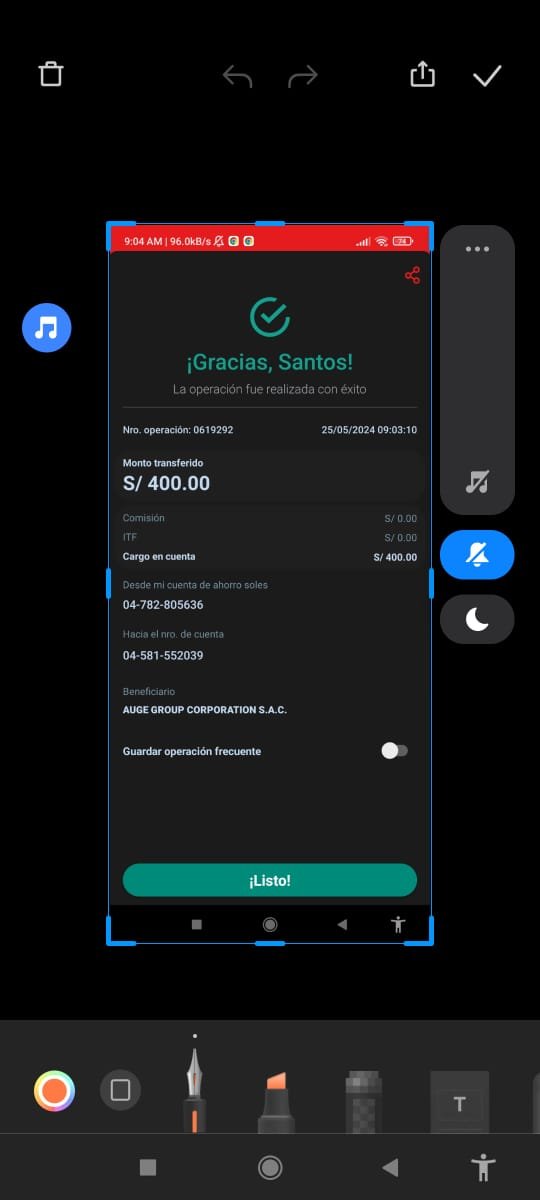 9:04 AM | 96.0kB/s
74
¡Gracias, Santos!
La operación fue realizada con éxito
Nro. operación: 0619292 25/05/2024 09:03:10
Monto transferido
S/ 400.00
Comisión S/ 0.00
ITF S/ 0.00
Cargo en cuenta S/ 400.00
Desde mi cuenta de ahorro soles
04-782-805636
Hacia el nro. de cuenta
04-581-552039
Beneficiario
AUGE GROUP CORPORATION S.A.C.
Guardar operación frecuente
¡Listo!
T